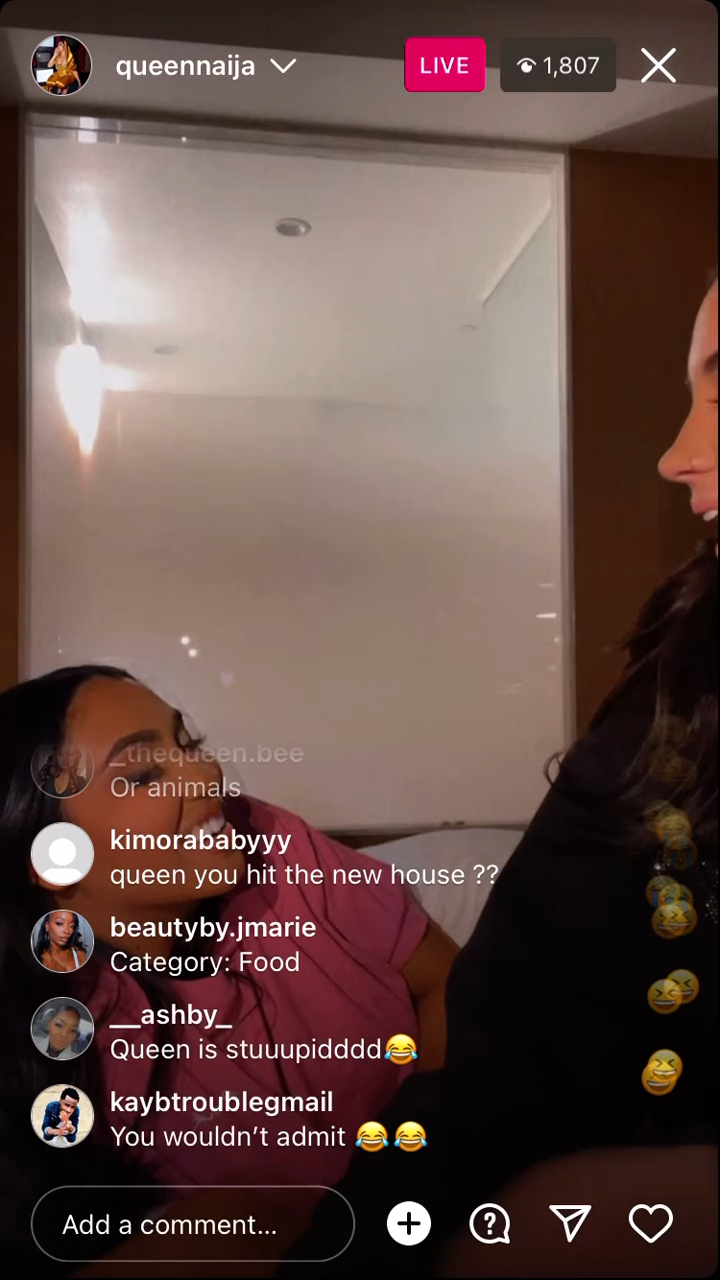 queennaija
LIVE
1,807
_thequeen.bee
Or animals
kimorababyyy
queen you hit the new house ??
beautyby.jmarie
Category: Food
__ashby_
Queen is stuuupidddd😂
kaybtroublegmail
You wouldn’t admit 😂😂
Add a comment...